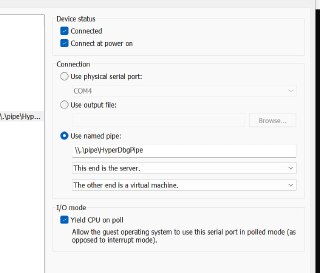 Device status
Connected
Connect at power on
Connection
Use physical serial port:
COM4
Use output file:
Browse...
\.\pipe\Hyp...
Use named pipe:
\\.\pipe\HyperDbgPipe
This end is the server.
The other end is a virtual machine.
I/O mode
Yield CPU on poll
Allow the guest operating system to use this serial port in polled mode (as
opposed to interrupt mode).